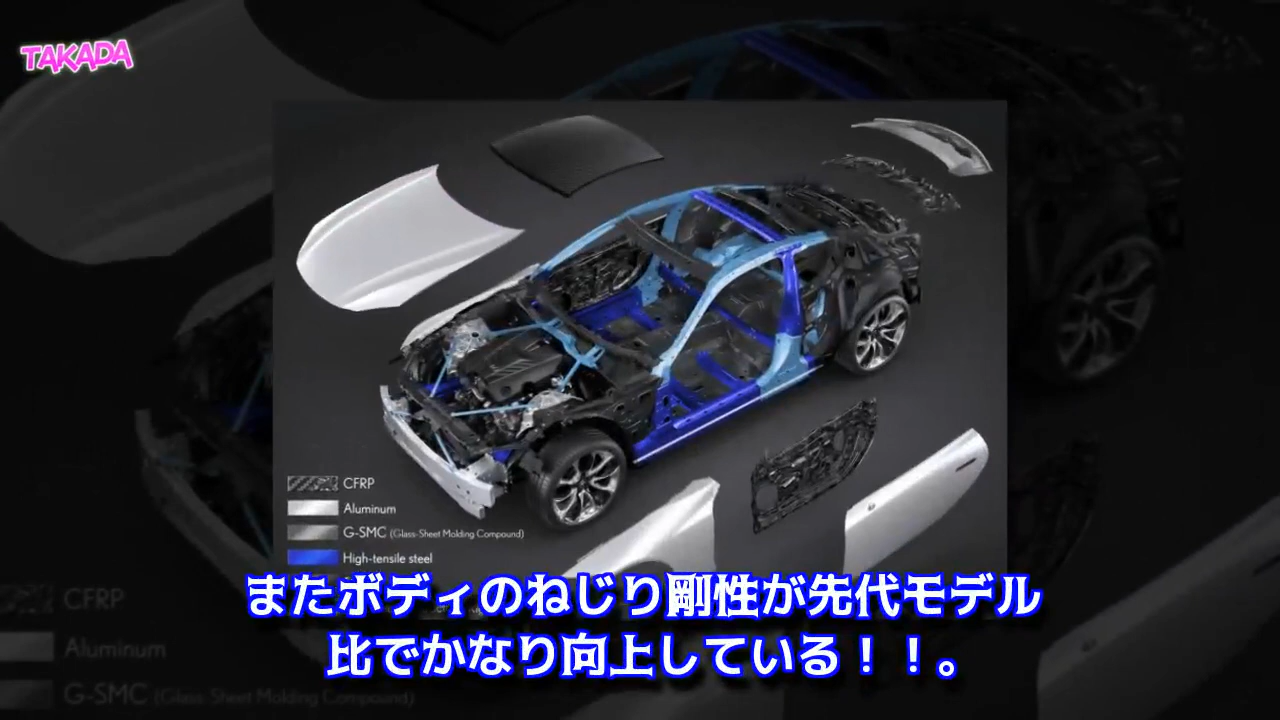 TAKADA
CFRP
Aluminum
G-SMC (Glass-Sheet Molding Compound)
High-tensile steel
またボディのねじり剛性が先代モデル
比でかなり向上している！！。
CFRP
Aluminum
G-SMC (Glass-Sheet Molding Compound)